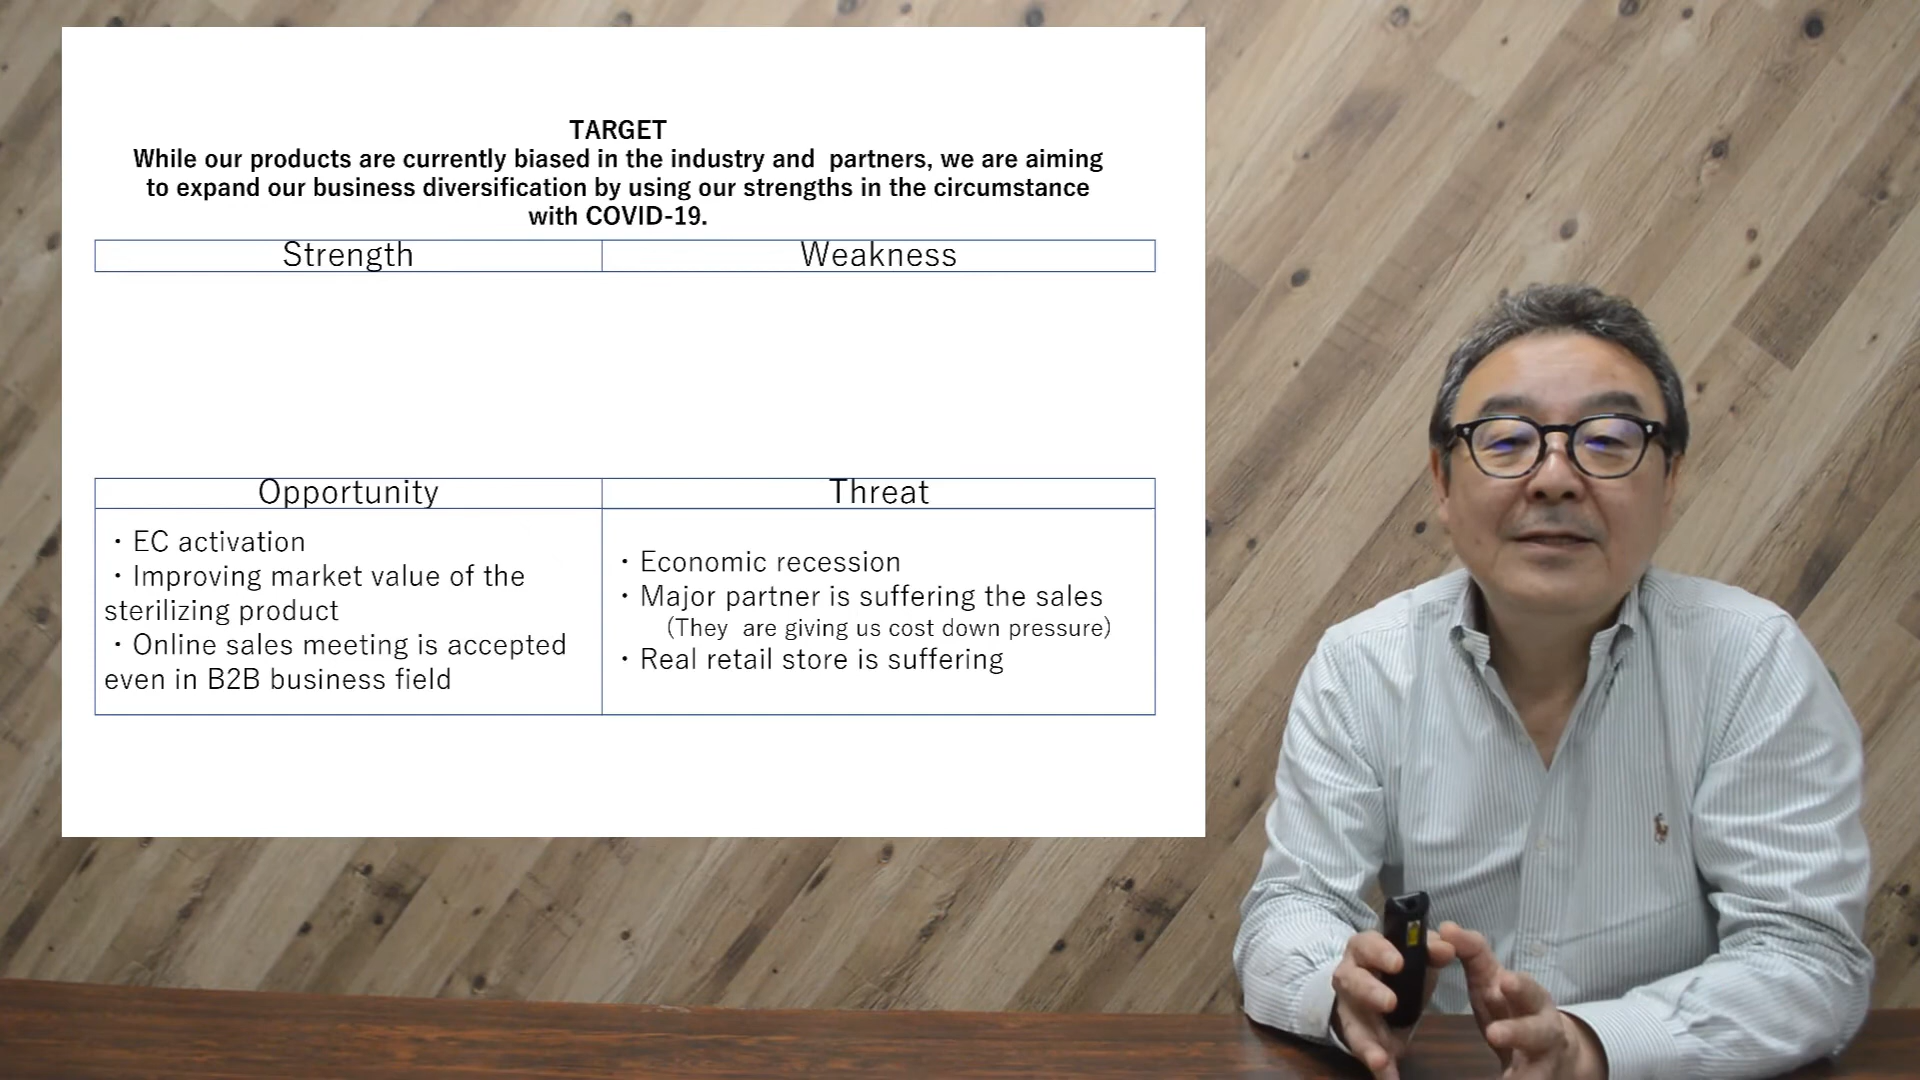 TARGET
While our products are currently biased in the industry and partners, we are aiming
to expand our business diversification by using our strengths in the circumstance
with COVID-19.
Strength
Weakness
Opportunity
Threat
・EC activation
・Improving market value of the
sterilizing product
・Online sales meeting is accepted
even in B2B business field
・Economic recession
・Major partner is suffering the sales
(They are giving us cost down pressure)
・Real retail store is suffering